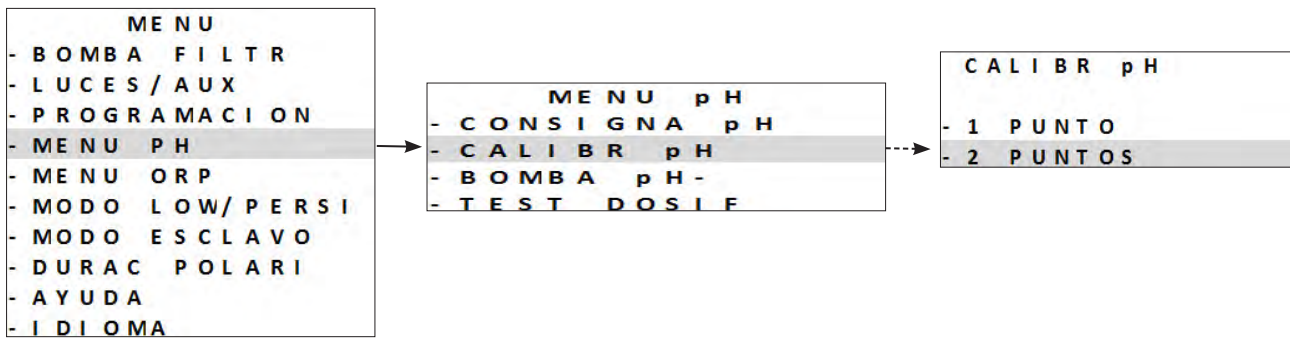 MENU
- BOMBA FILTR
- LUCES/AUX
- PROGRAMACION
- MENU PH
- MENU ORP
- MODO LOW/PERSI
- MODO ESCLAVO
- DURAC POLARI
- AYUDA
- IDIOMA
MENU pH
- CONSIGNA pH
- CALIBR pH
- BOMBA pH-
- TEST DOSIF
CALIBR pH
- 1 PUNTO
- 2 PUNTOS